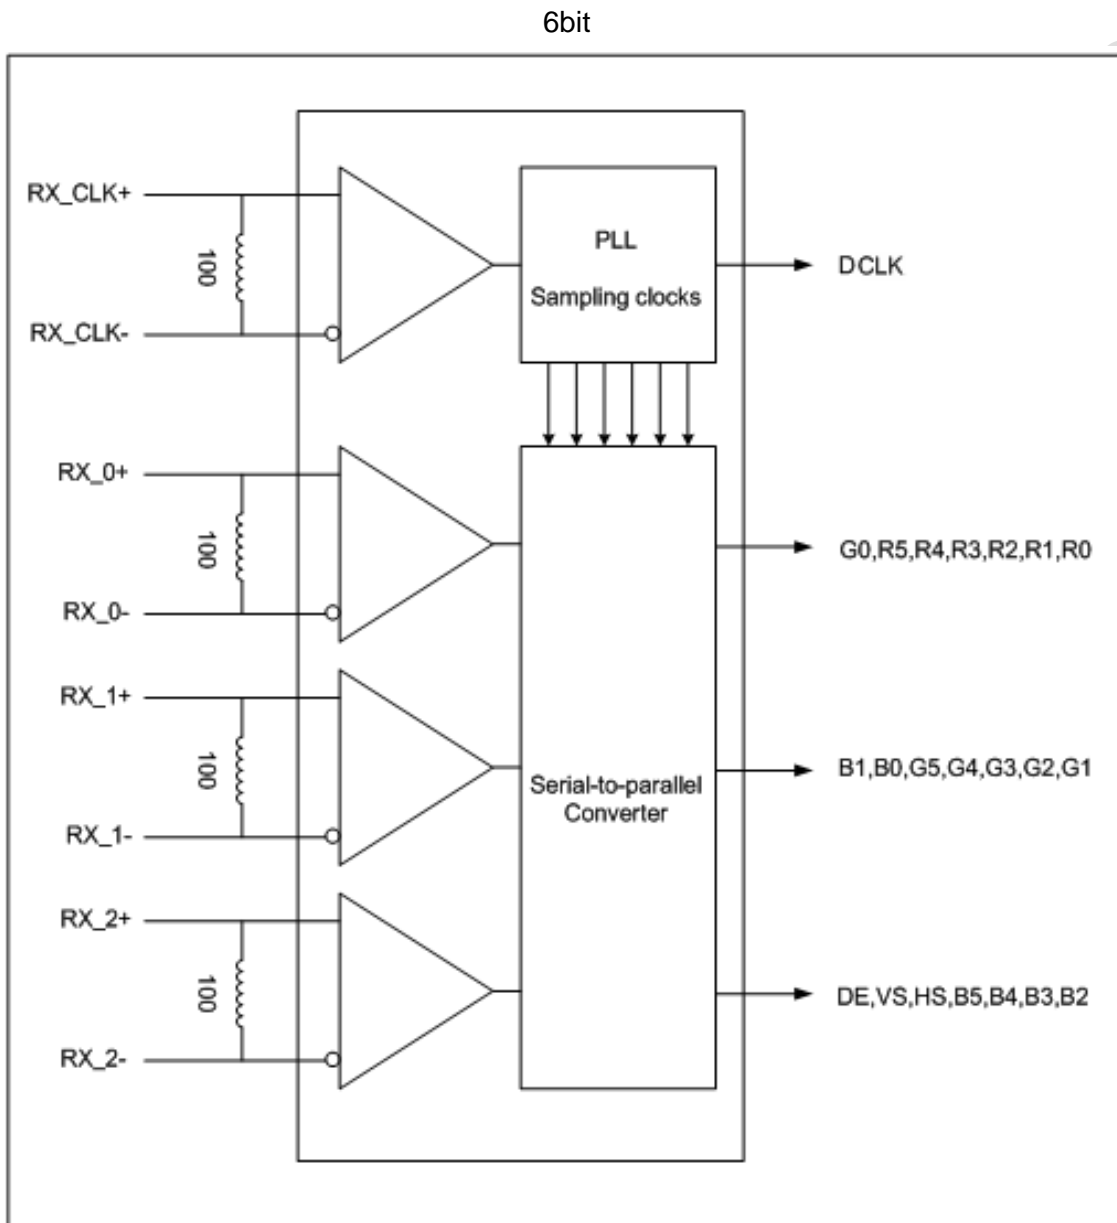 6bit
RX_CLK+
100
RX_CLK-
PLL
Sampling clocks
DCLK
RX_0+
100
RX_0-
G0,R5,R4,R3,R2,R1,R0
RX_1+
100
RX_1-
Serial-to-parallel
Converter
B1,B0,G5,G4,G3,G2,G1
RX_2+
100
RX_2-
DE,VS,HS,B5,B4,B3,B2